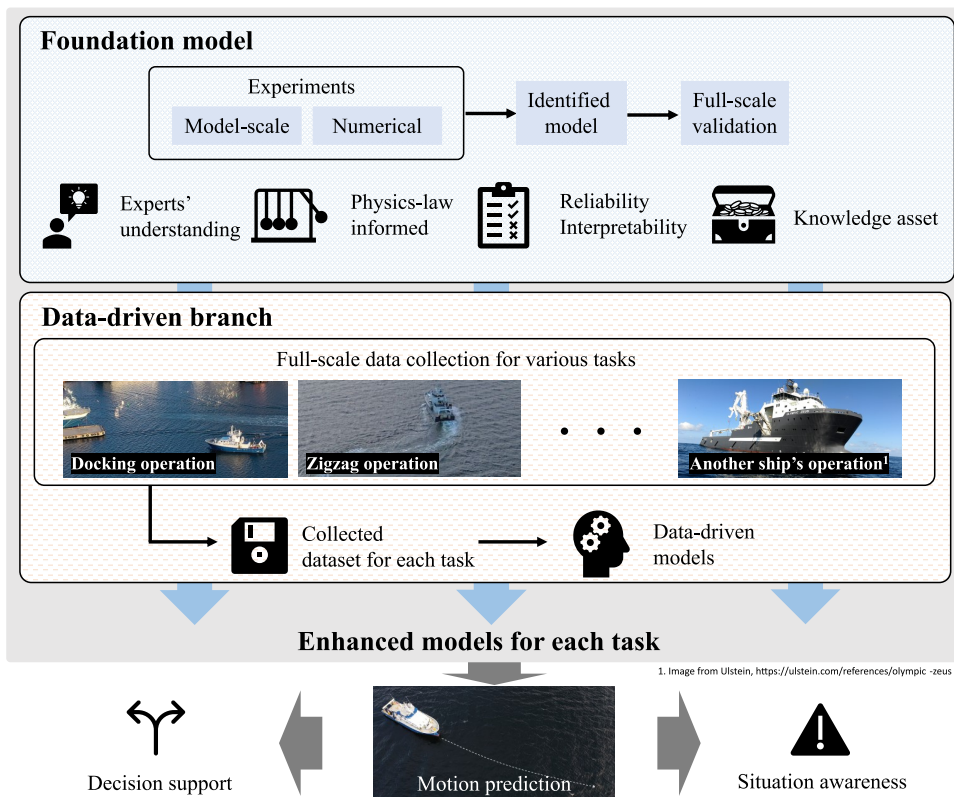 Foundation model
Experiments
Model-scale
Numerical
Identified
model
Full-scale
validation
Experts'
understanding
Physics-law
informed
Reliability
Interpretability
Knowledge asset
Data-driven branch
Full-scale data collection for various tasks
Docking operation
Zigzag operation
Another ship's operation¹
Collected
dataset for each task
Data-driven
models
Enhanced models for each task
1. Image from Ulstein, https://ulstein.com/references/olympic -zeus
Decision support
Motion prediction
Situation awareness